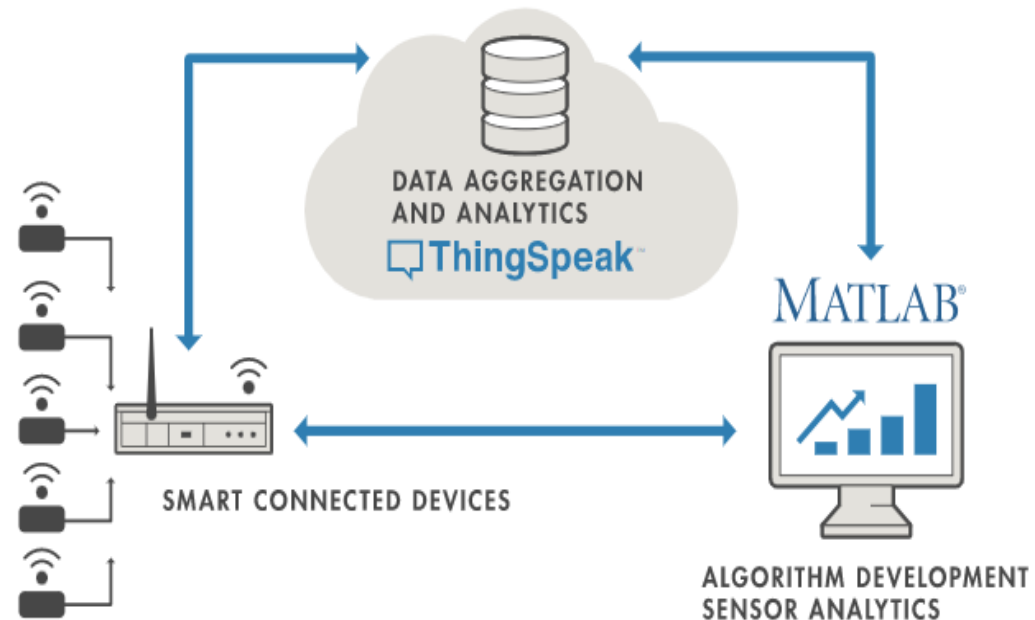 DATA AGGREGATION
AND ANALYTICS
ThingSpeak™
MATLAB®
SMART CONNECTED DEVICES
ALGORITHM DEVELOPMENT
SENSOR ANALYTICS